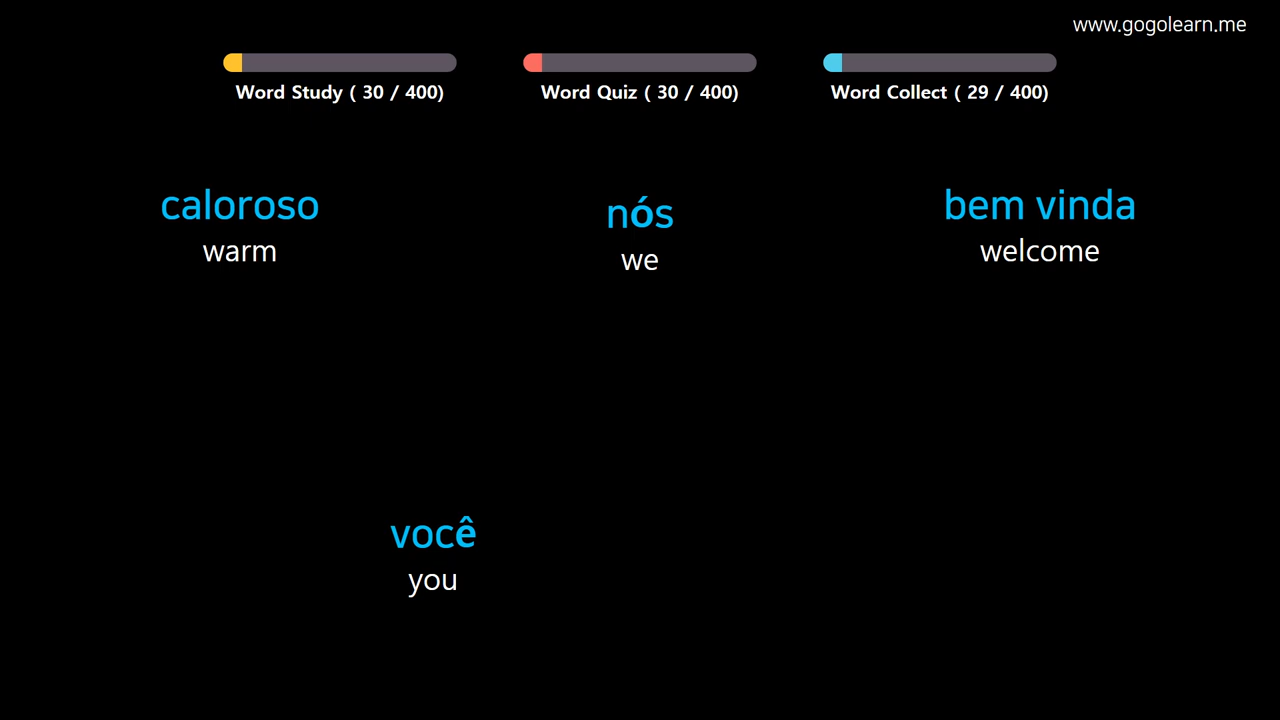 www.gogolearn.me
Word Study ( 30 / 400)
Word Quiz ( 30 / 400)
Word Collect ( 29 / 400)
caloroso
warm
nós
we
bem vinda
welcome
você
you